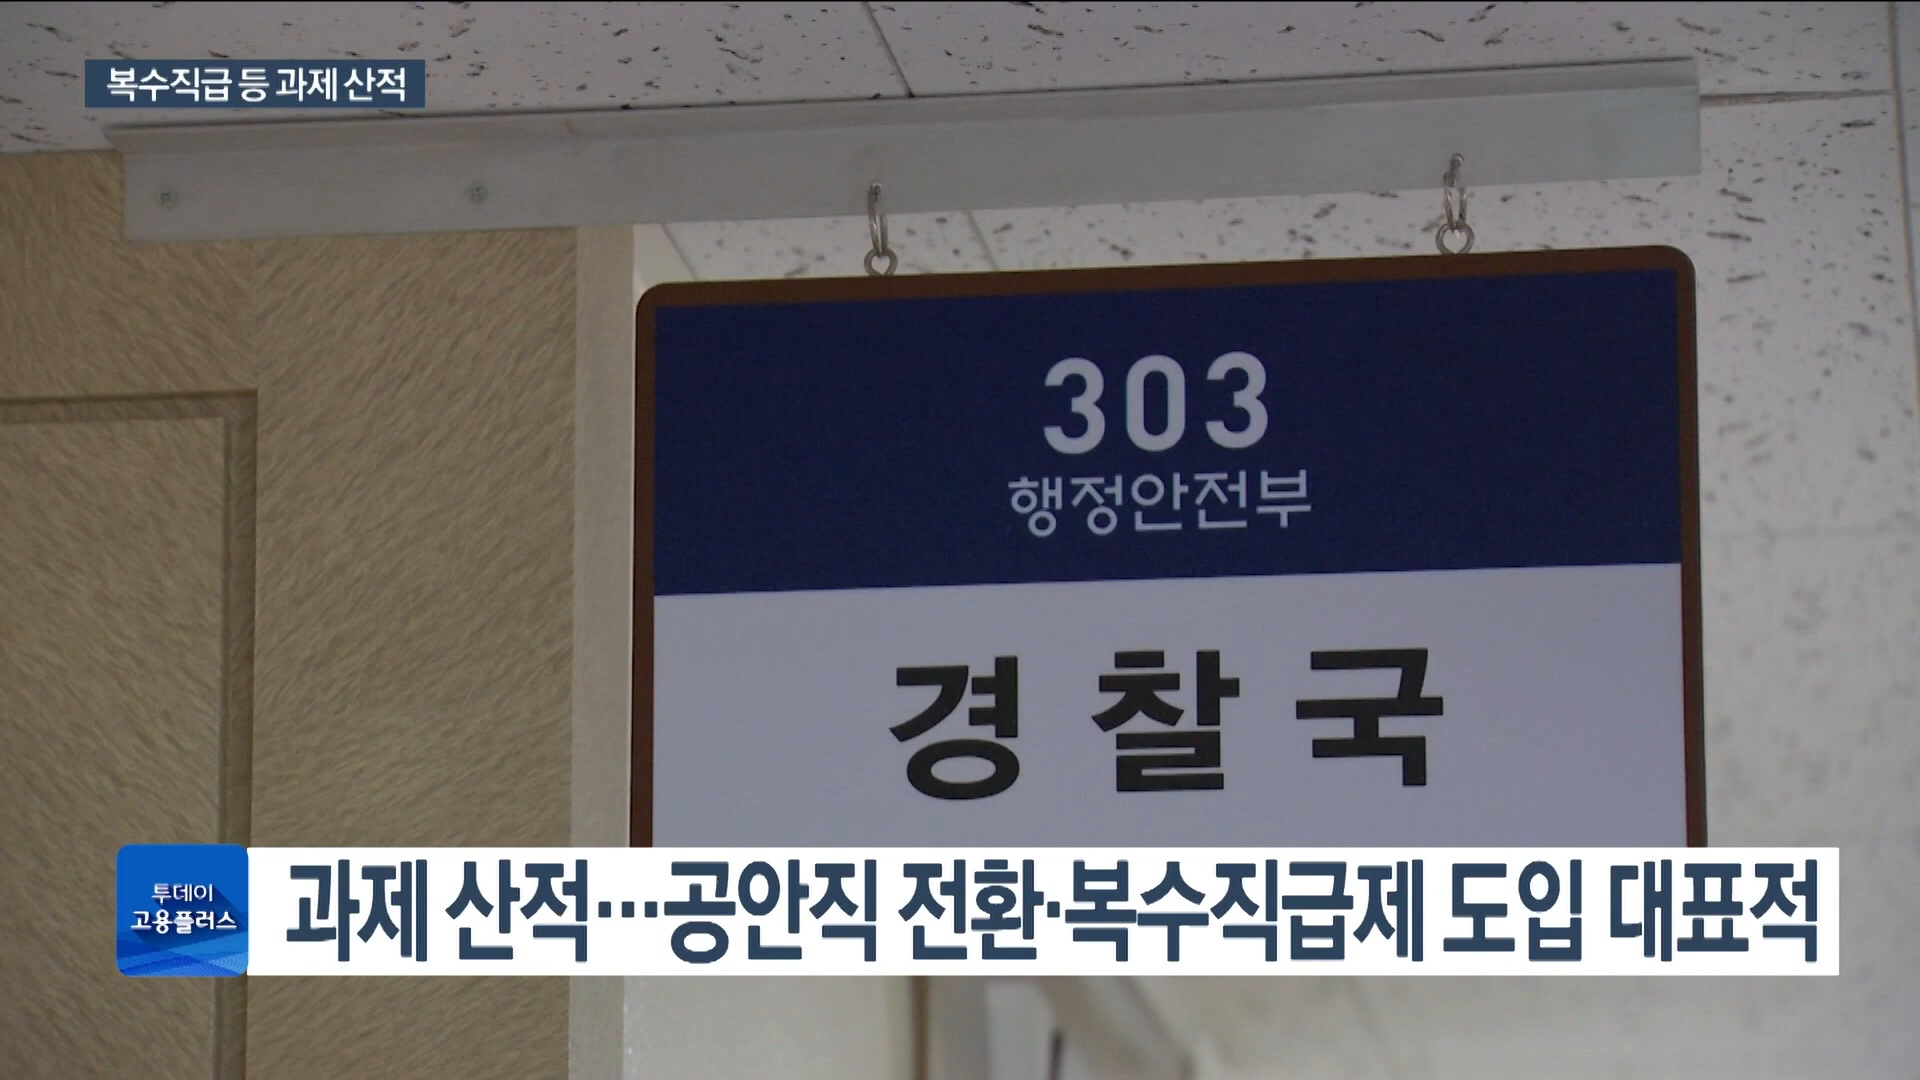 복수직급 등 과제 산적
303
행정안전부
경찰국
투데이
고용플러스
과제 산적…공안직 전환·복수직급제 도입 대표적